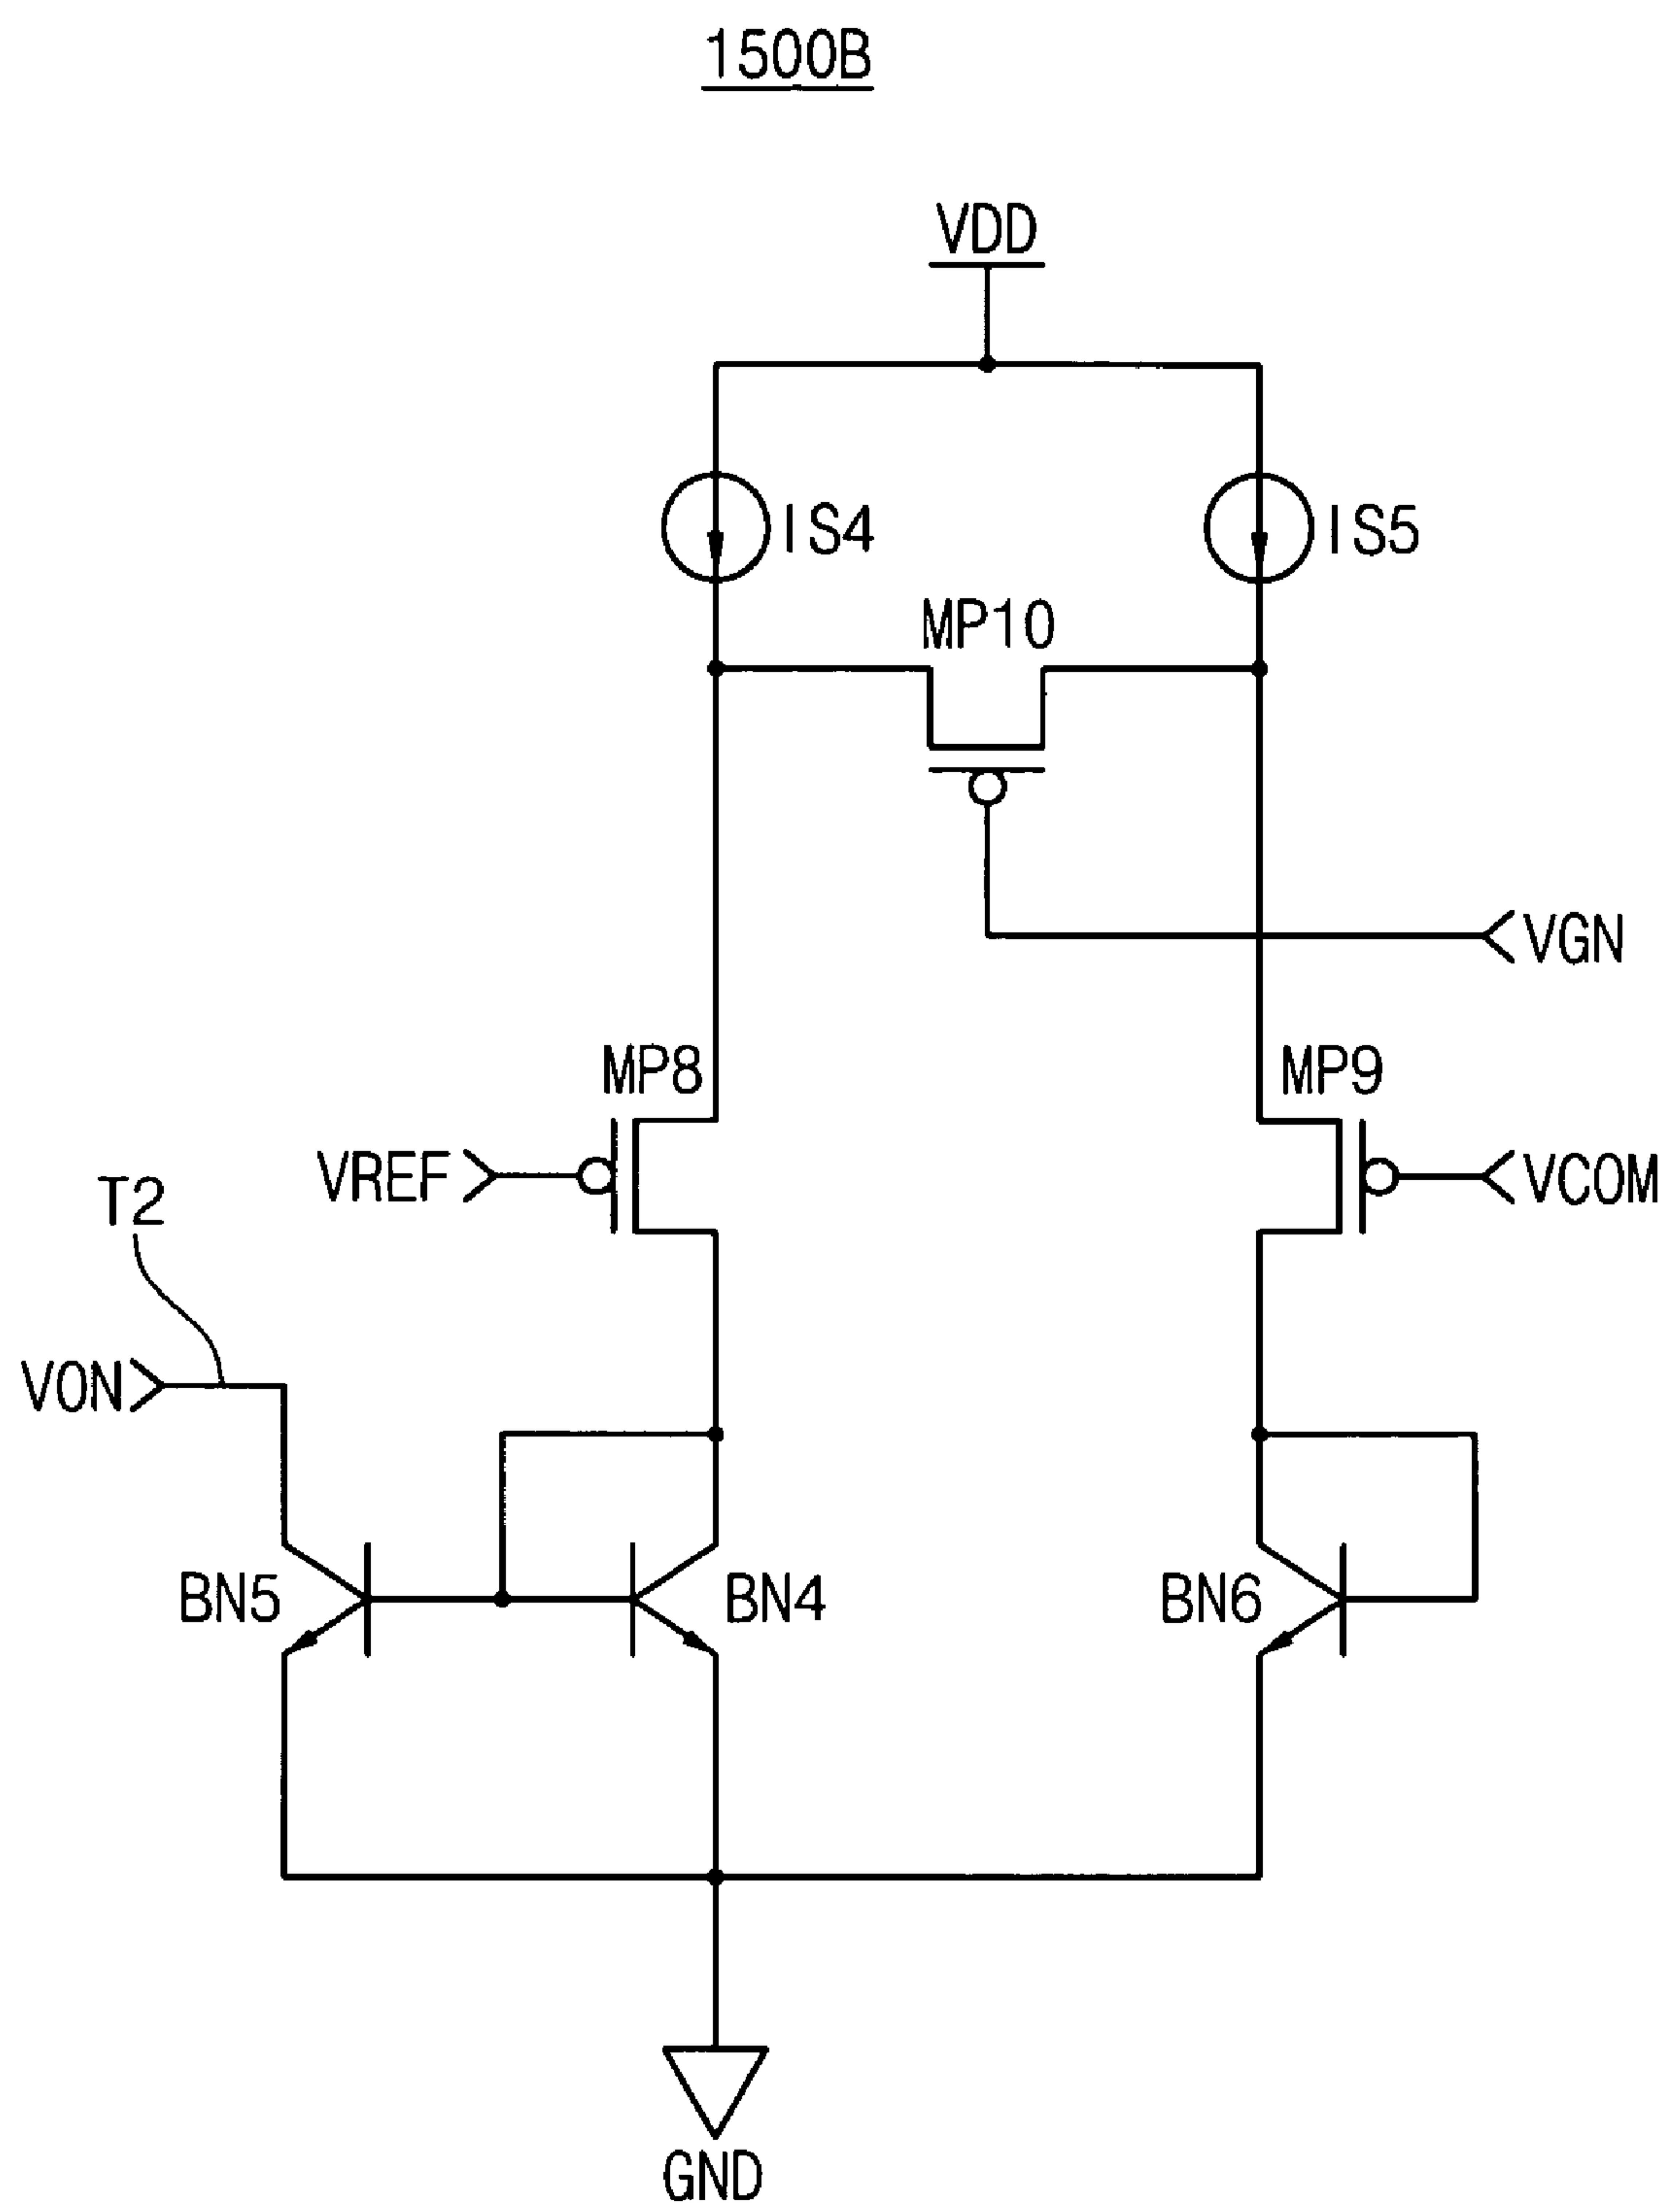 1500B
VDD
IS4
IS5
MP10
VGN
MP8
MP9
VREF
VCOM
T2
VON
BN5
BN4
BN6
GND